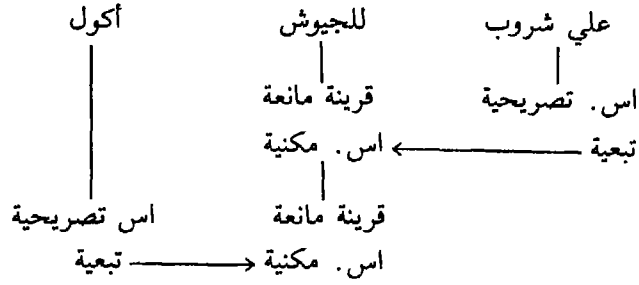 علي شروب للجيوش أكول
اس. تصريحية قرينة مانعة
تبعية اس. مكنية
قرينة مانعة اس تصريحية
اس. مكنية تبعية